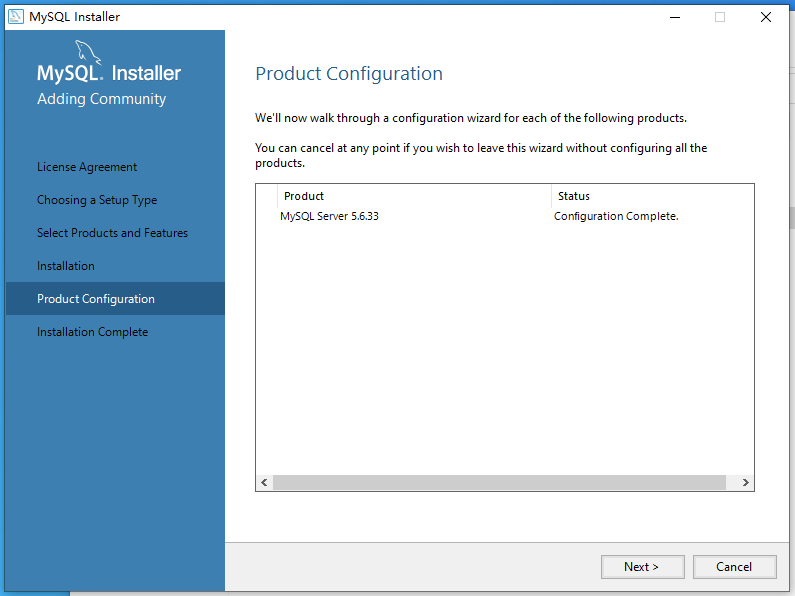 MySQL Installer
MySQL. Installer
Adding Community
License Agreement
Choosing a Setup Type
Select Products and Features
Installation
Product Configuration
Installation Complete
Product Configuration
We'll now walk through a configuration wizard for each of the following products.
You can cancel at any point if you wish to leave this wizard without configuring all the
products.
Product Status
MySQL Server 5.6.33 Configuration Complete.
Next > Cancel